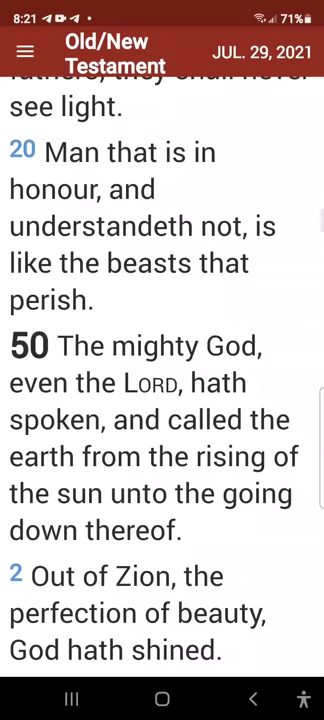 8:21
71%
Old/New
Testament
JUL. 29, 2021
see light.
20 Man that is in
honour, and
understandeth not, is
like the beasts that
perish.
50 The mighty God,
even the LORD, hath
spoken, and called the
earth from the rising of
the sun unto the going
down thereof.
2 Out of Zion, the
perfection of beauty,
God hath shined.